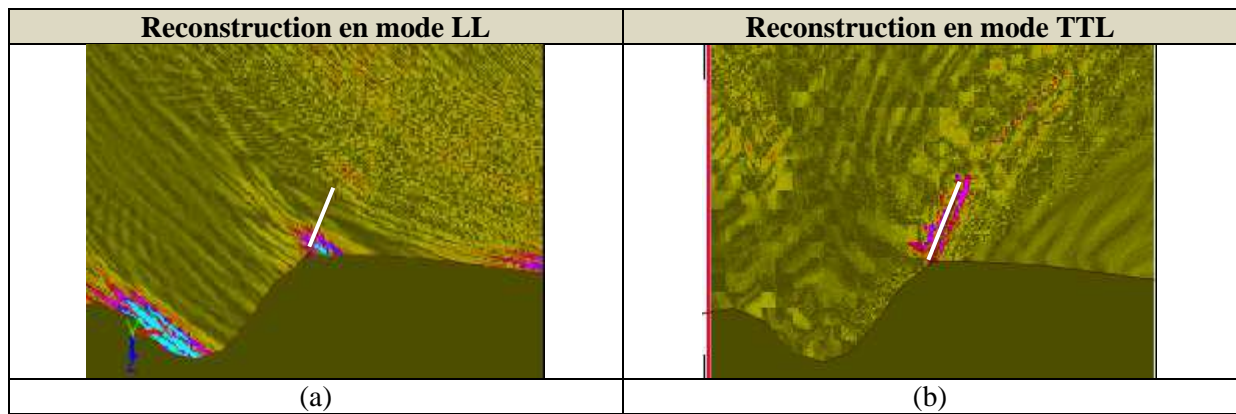 Reconstruction en mode LL
Reconstruction en mode TTL
(a)
(b)